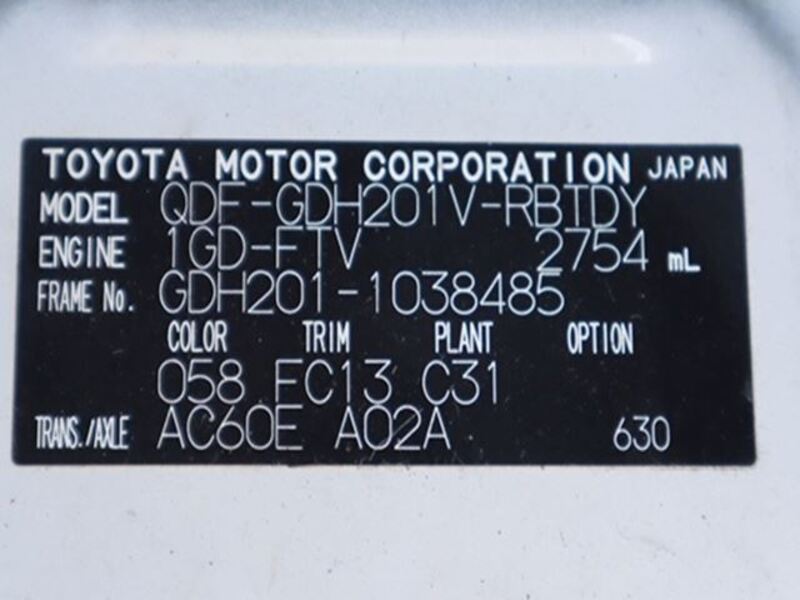 TOYOTA MOTOR CORPORATION JAPAN
MODEL QDF-GDH201V-RBTDY
ENGINE 1GD-FTV 2754 mL
FRAME No. GDH201-1038485
COLOR TRIM PLANT OPTION
058 FC13 C31
TRANS./AXLE AC60E A02A 630